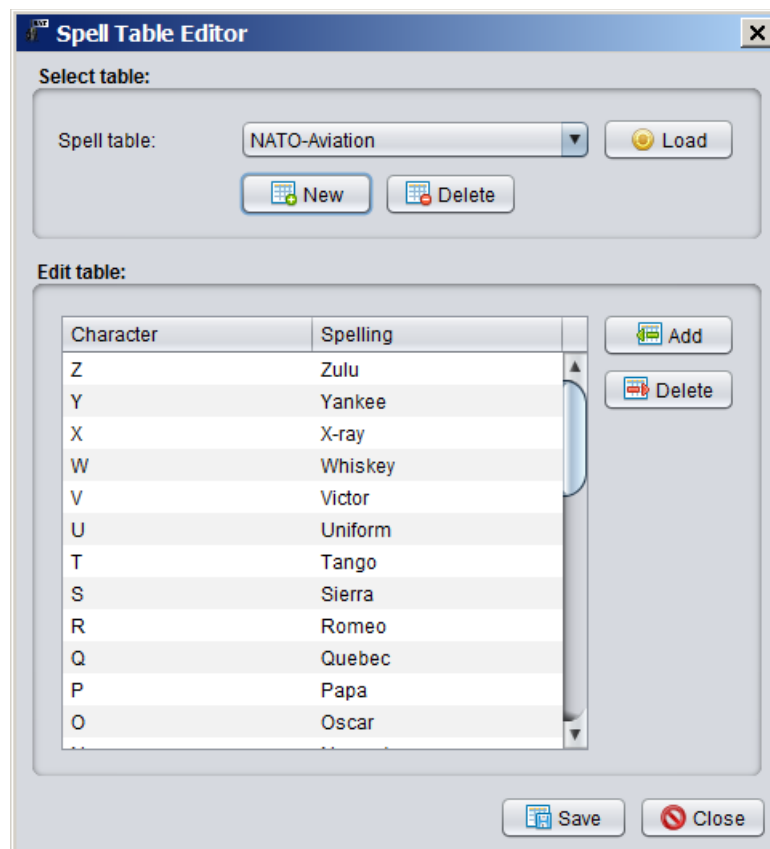 Spell Table Editor
Select table:
Spell table: NATO-Aviation Load
New Delete
Edit table:
Character Spelling Add
Z Zulu
Y Yankee Delete
X X-ray
W Whiskey
V Victor
U Uniform
T Tango
S Sierra
R Romeo
Q Quebec
P Papa
O Oscar
Save Close